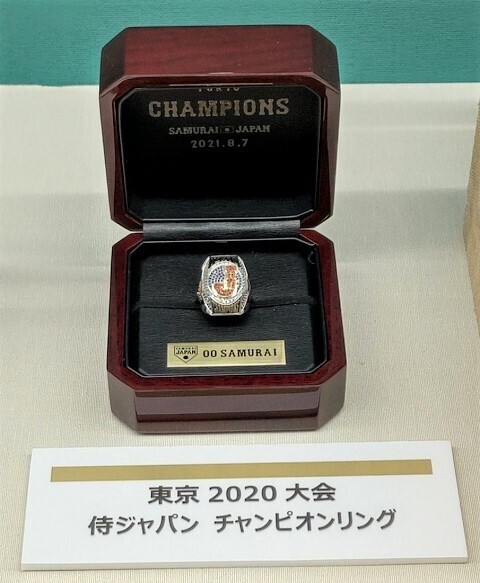 TOKYO
CHAMPIONS
SAMURAI JAPAN
2021.8.7
JAPAN
00 SAMURAI
東京 2020 大会
侍ジャパン チャンピオンリング